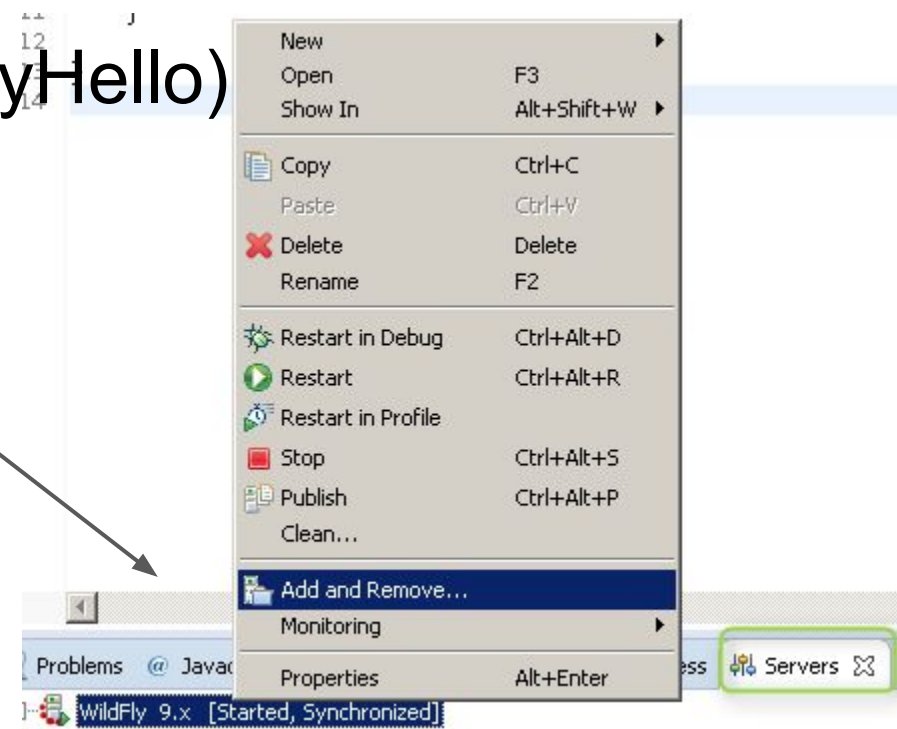 12
yHello)
14
New
Open F3
Show In Alt+Shift+W
Copy Ctrl+C
Paste Ctrl+V
Delete Delete
Rename F2
Restart in Debug Ctrl+Alt+D
Restart Ctrl+Alt+R
Restart in Profile
Stop Ctrl+Alt+S
Publish Ctrl+Alt+P
Clean...
Add and Remove...
Monitoring
Properties Alt+Enter
Problems @ Javad ess Servers
WildFly 9.x [Started, Synchronized]